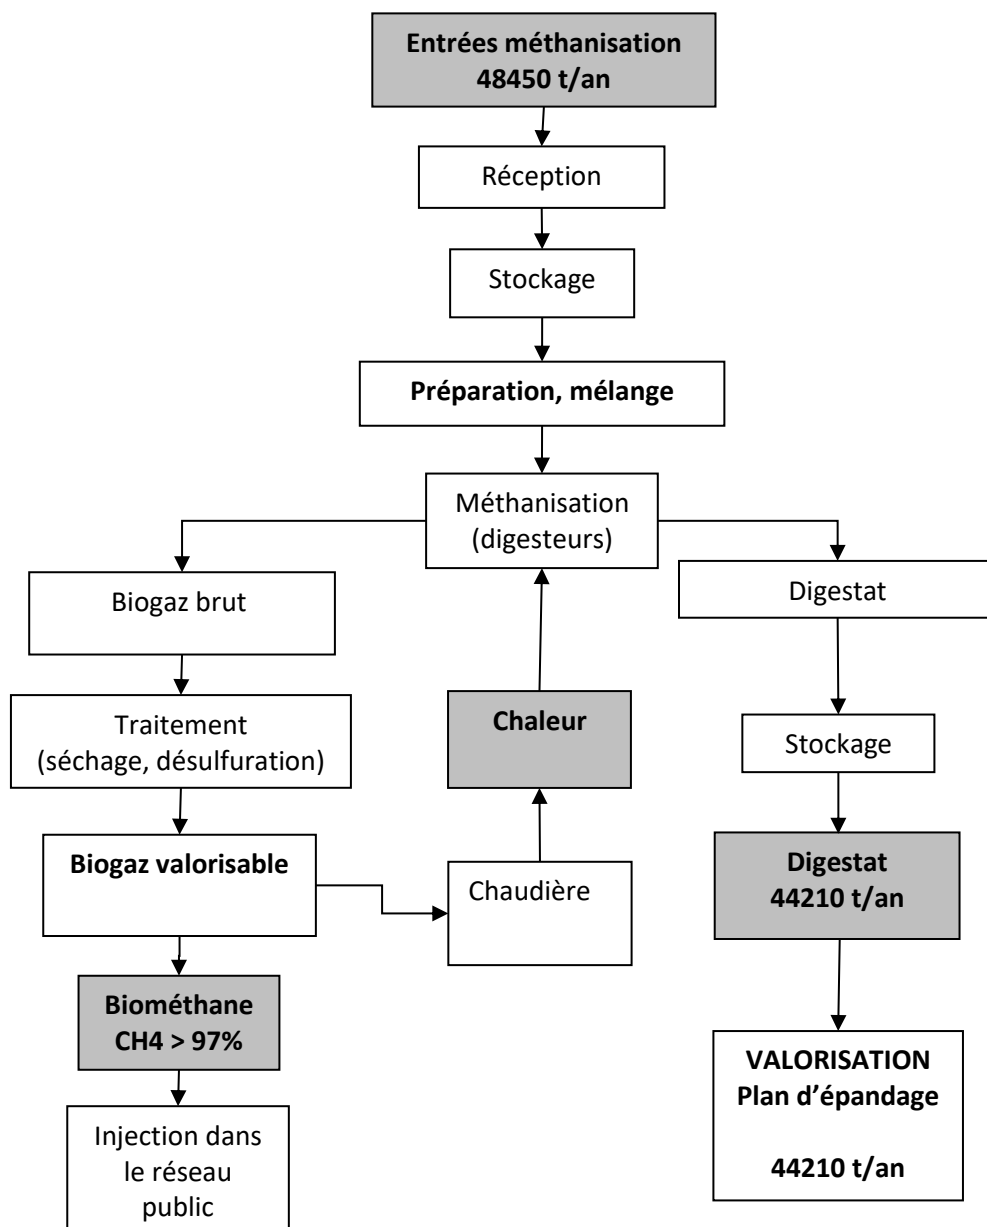 Entrées méthanisation
48450 t/an
Réception
Stockage
Préparation, mélange
Méthanisation
(digesteurs)
Biogaz brut
Digestat
Traitement
(séchage, désulfuration)
Chaleur
Stockage
Biogaz valorisable
Chaudière
Digestat
44210 t/an
Biométhane
CH4 > 97%
VALORISATION
Plan d’épandage
44210 t/an
Injection dans
le réseau
public